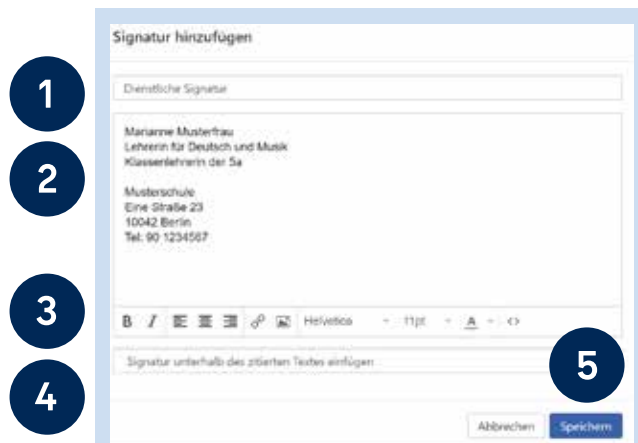 Signatur hinzufügen
1
Dienstliche Signatur
2
Marianne Musterfrau
Lehrerin für Deutsch und Musik
Klassenlehrerin der 5a
Musterschule
Eine Straße 23
10042 Berlin
Tel: 90 1234567
3
B I Helvetica 11pt A <>
4
Signatur unterhalb des zitierten Textes einfügen
5
Abbrechen Speichern